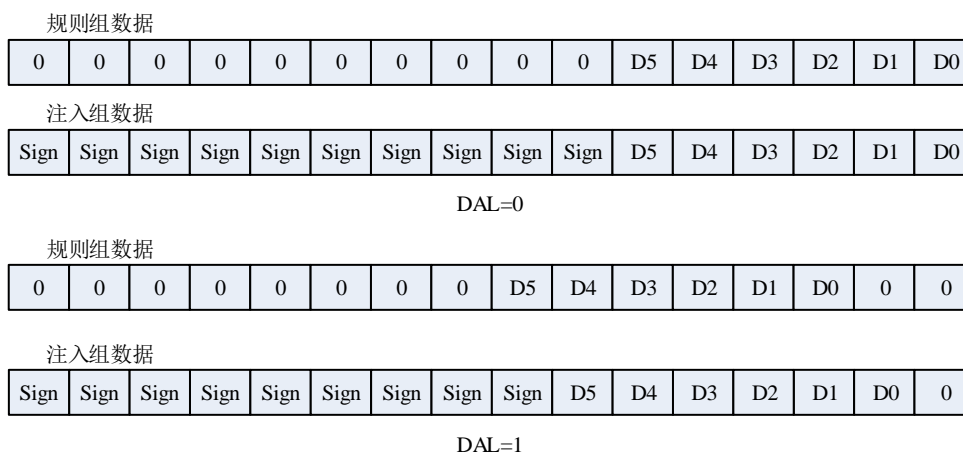 规则组数据
0 0 0 0 0 0 0 0 0 0 D5 D4 D3 D2 D1 D0
注入组数据
Sign Sign Sign Sign Sign Sign Sign Sign Sign Sign D5 D4 D3 D2 D1 D0
DAL=0
规则组数据
0 0 0 0 0 0 0 0 D5 D4 D3 D2 D1 D0 0 0
注入组数据
Sign Sign Sign Sign Sign Sign Sign Sign Sign D5 D4 D3 D2 D1 D0 0
DAL=1